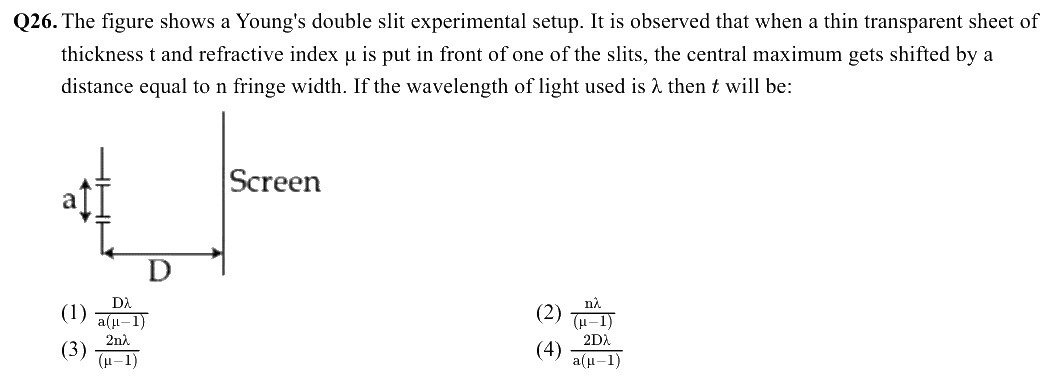 Q26. The figure shows a Young's double slit experimental setup. It is observed that when a thin transparent sheet of
thickness t and refractive index μ is put in front of one of the slits, the central maximum gets shifted by a
distance equal to n fringe width. If the wavelength of light used is λ then t will be:
Screen
a
D
(1) Dλ/a(μ−1) (2) nλ/(μ−1)
(3) 2nλ/(μ−1) (4) 2Dλ/a(μ−1)